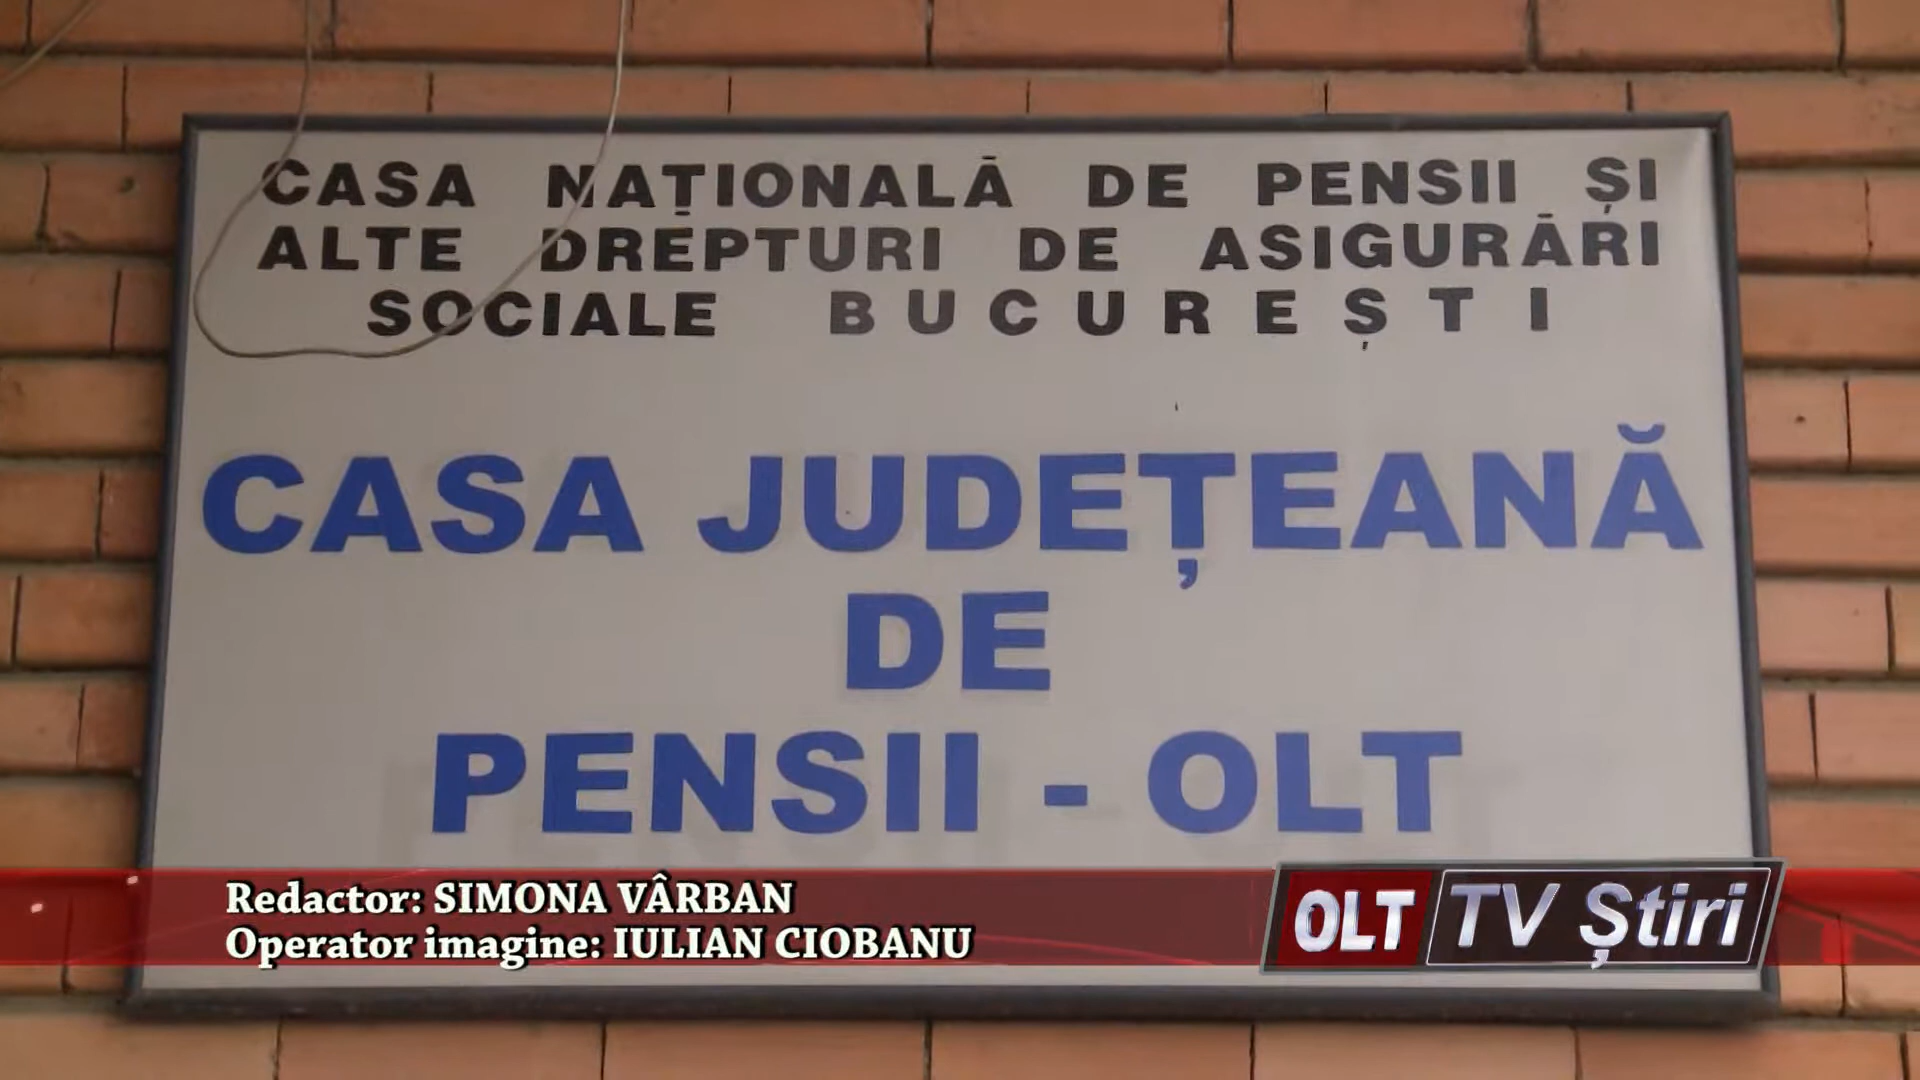 CASA NAȚIONALĂ DE PENSII ȘI
ALTE DREPTURI DE ASIGURĂRI
SOCIALE BUCUREȘTI
CASA JUDEȚEANĂ
DE
PENSII - OLT
Redactor: SIMONA VÂRBAN
Operator imagine: IULIAN CIOBANU
OLT TV Știri